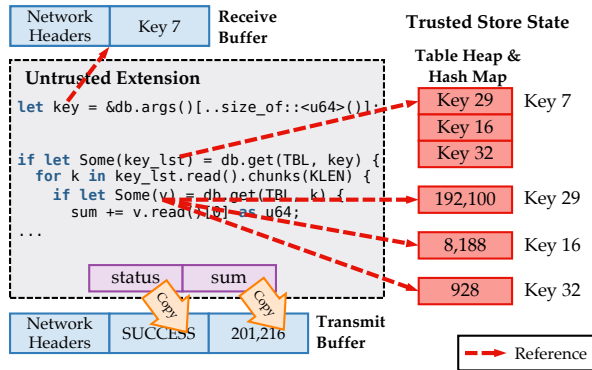 Network Headers
Key 7
Receive Buffer
Trusted Store State
Table Heap & Hash Map
Untrusted Extension
let key = &db.args()[..size_of::<u64>()];
if let Some(key_lst) = db.get(TBL, key) {
for k in key_lst.read().chunks(KLEN) {
if let Some(v) = db.get(TBL, k) {
sum += v.read()[0] as u64;
...
Key 29
Key 16
Key 32
Key 7
192,100
Key 29
8,188
Key 16
928
Key 32
status
sum
Copy
Copy
Network Headers
SUCCESS
201,216
Transmit Buffer
Reference